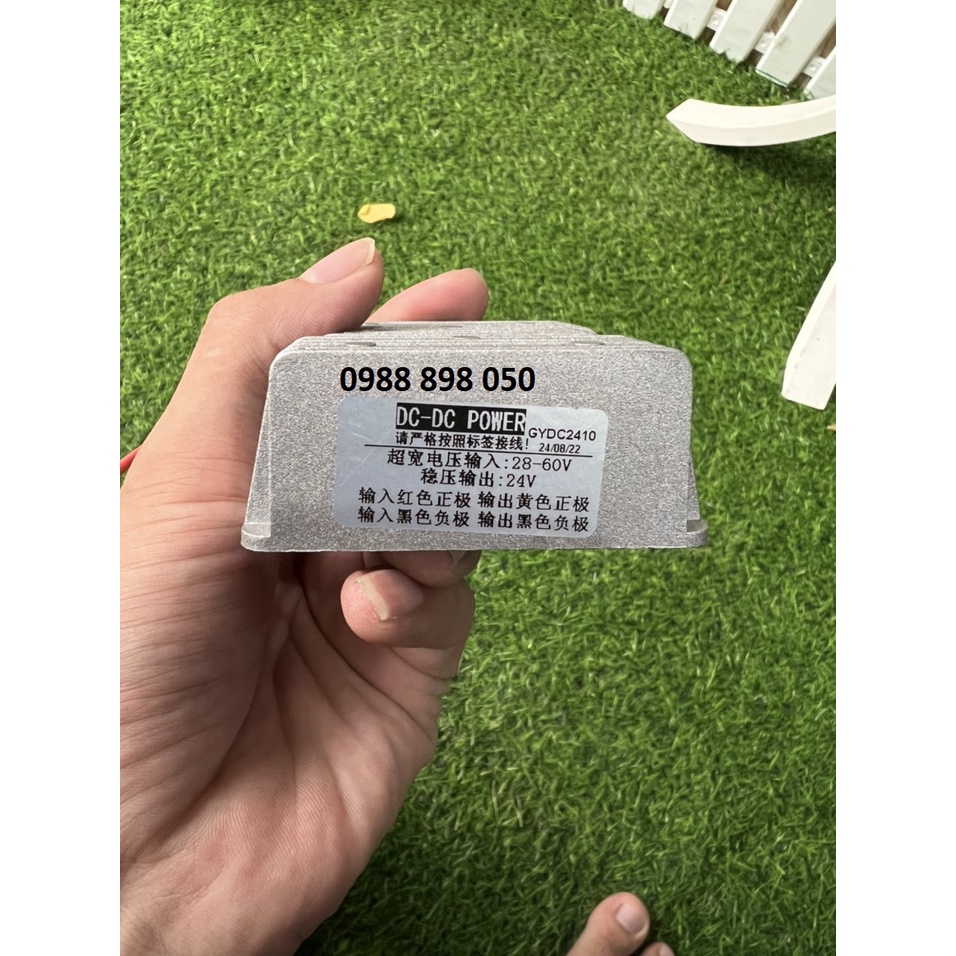 0988 898 050
DC-DC POWER
GYDC2410
请严格按照标签接线!
24/08/22
超宽电压输入:28-60V
稳压输出:24V
输入红色正极 输出黄色正极
输入黑色负极 输出黑色负极